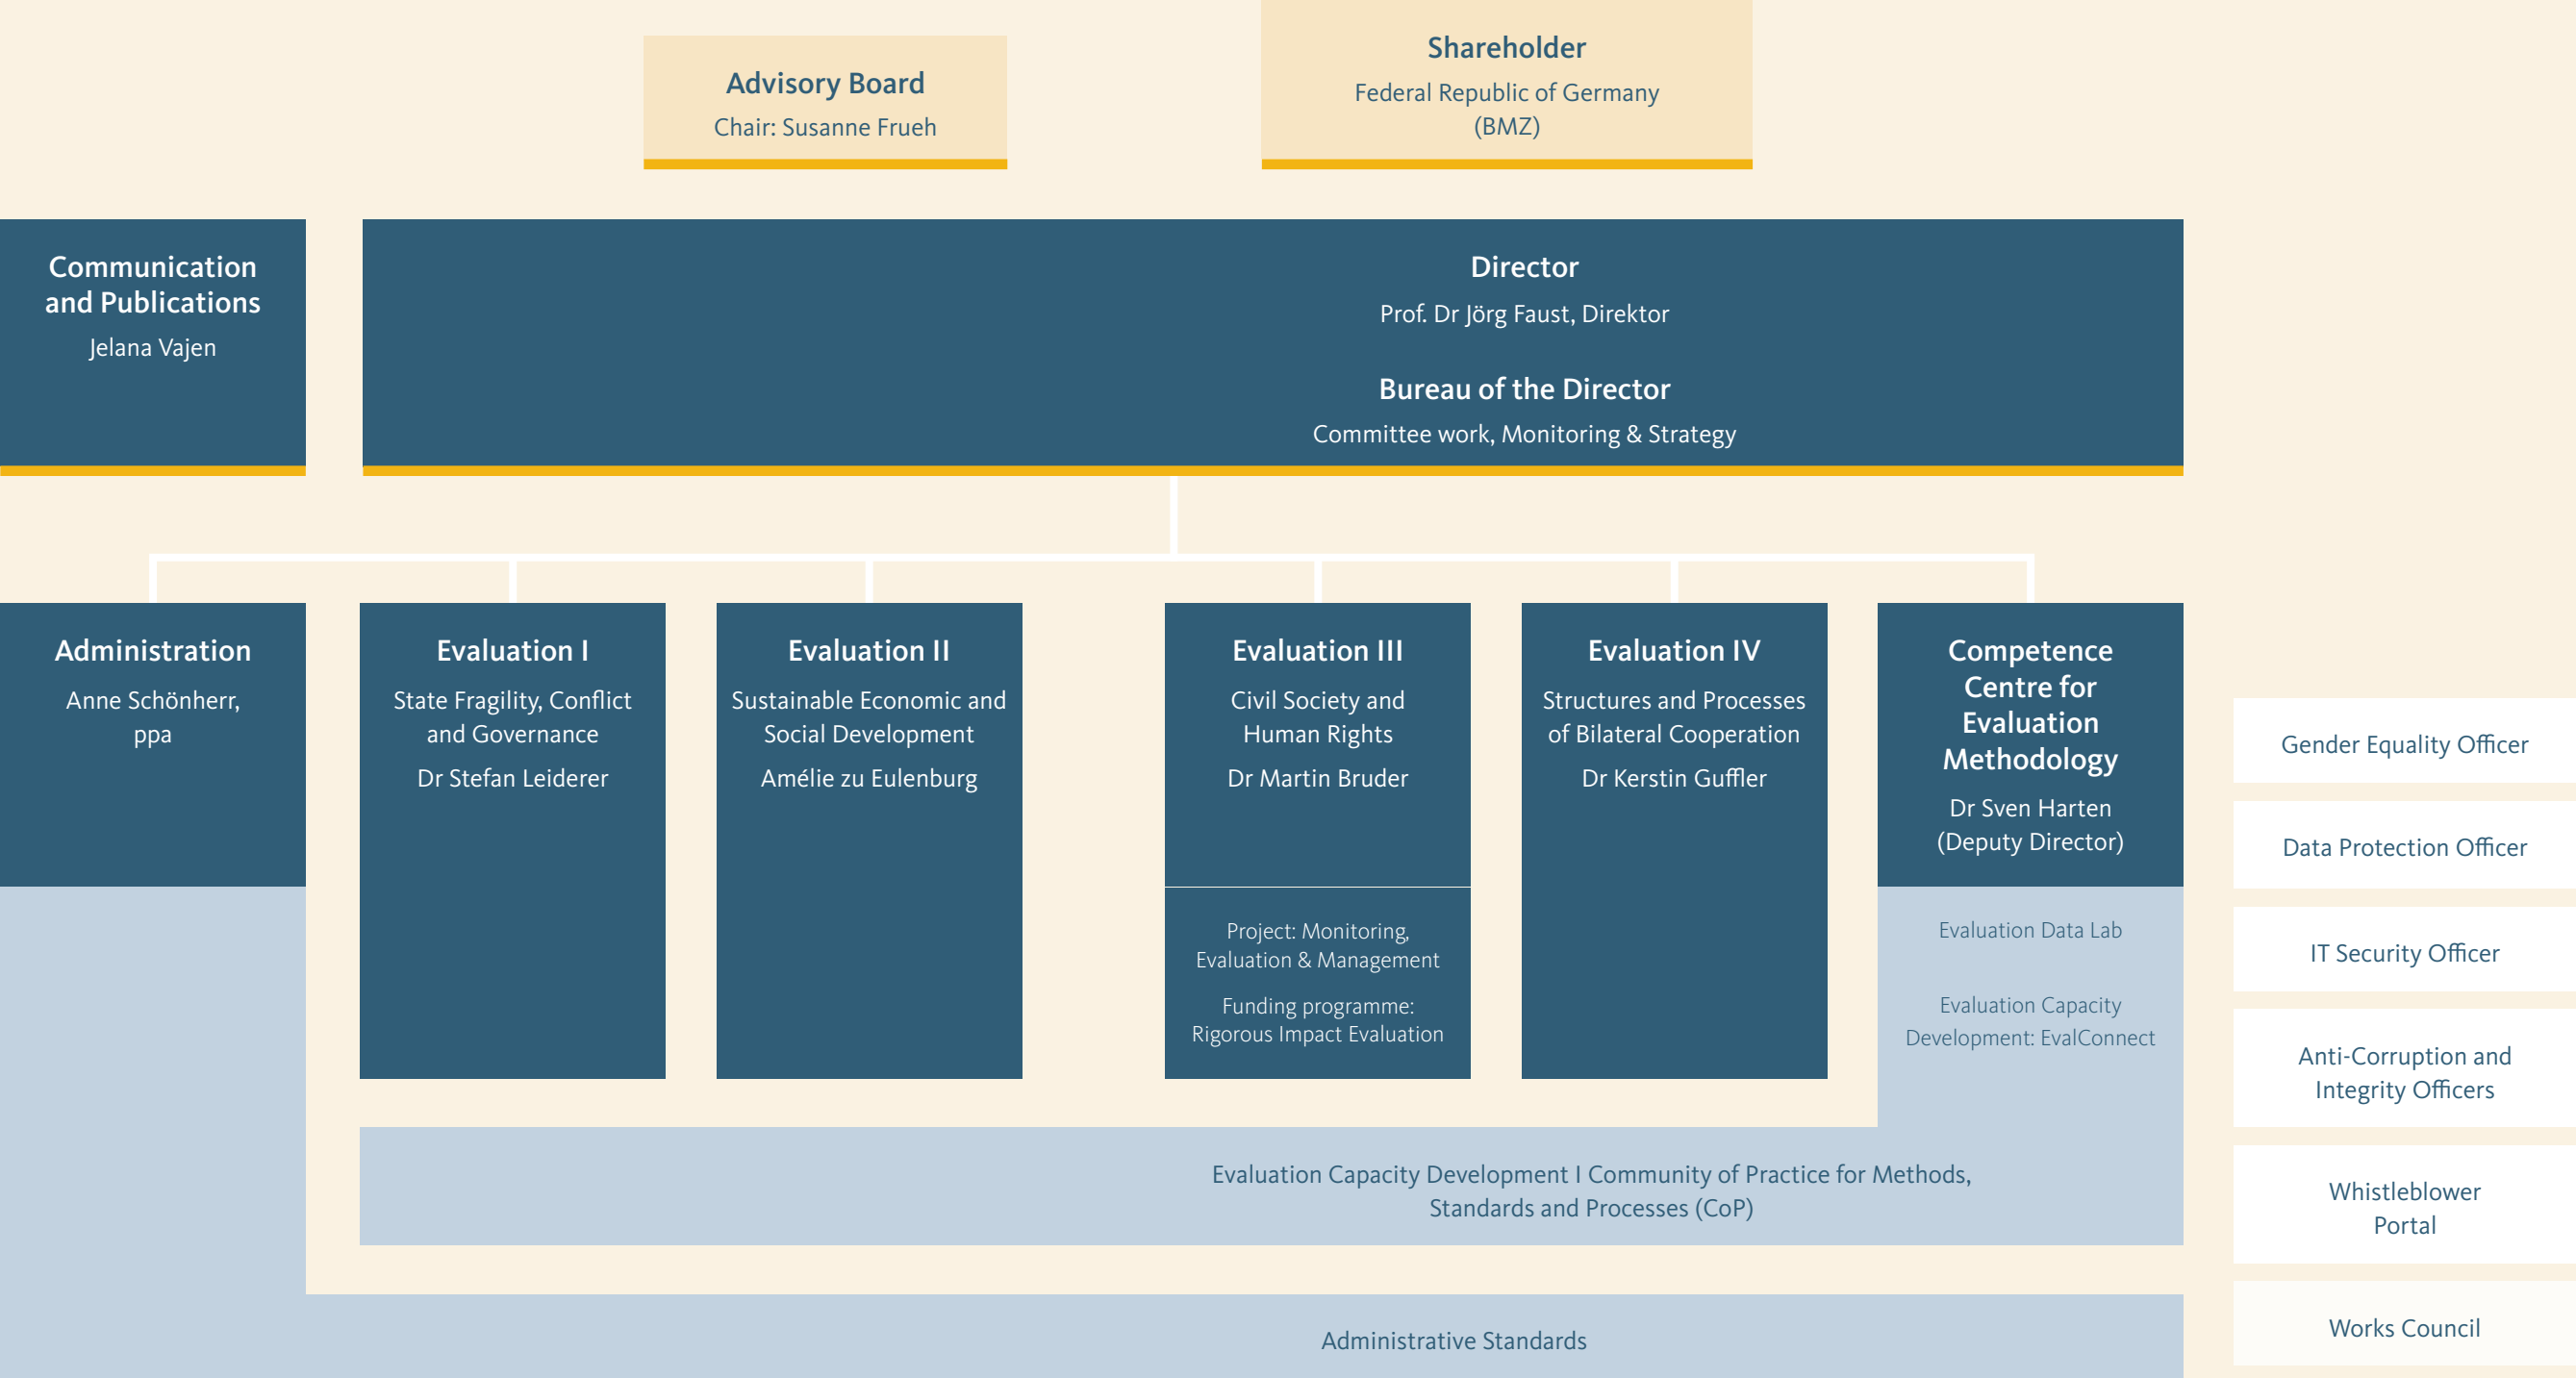 Advisory Board
Chair: Susanne Frueh
Shareholder
Federal Republic of Germany
(BMZ)
Communication
and Publications
Jelana Vajen
Director
Prof. Dr Jörg Faust, Direktor
Bureau of the Director
Committee work, Monitoring & Strategy
Administration
Anne Schönherr,
ppa
Evaluation I
State Fragility, Conflict
and Governance
Dr Stefan Leiderer
Evaluation II
Sustainable Economic and
Social Development
Amélie zu Eulenburg
Evaluation III
Civil Society and
Human Rights
Dr Martin Bruder
Project: Monitoring,
Evaluation & Management
Funding programme:
Rigorous Impact Evaluation
Evaluation IV
Structures and Processes
of Bilateral Cooperation
Dr Kerstin Guffler
Competence
Centre for
Evaluation
Methodology
Dr Sven Harten
(Deputy Director)
Evaluation Data Lab
Evaluation Capacity
Development: EvalConnect
Evaluation Capacity Development I Community of Practice for Methods,
Standards and Processes (CoP)
Administrative Standards
Gender Equality Officer
Data Protection Officer
IT Security Officer
Anti-Corruption and
Integrity Officers
Whistleblower
Portal
Works Council